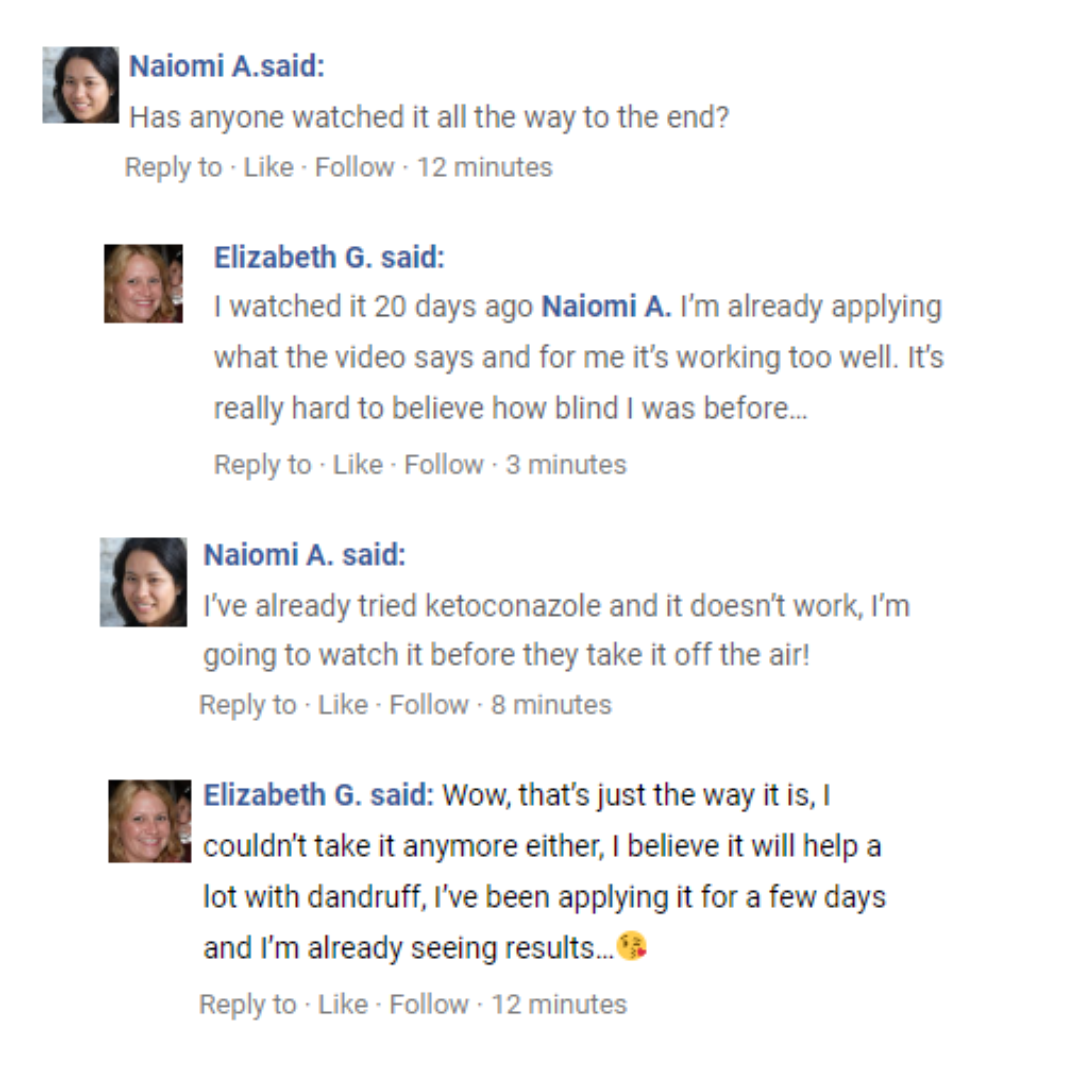 Naiomi A.said:
Has anyone watched it all the way to the end?
Reply to · Like · Follow · 12 minutes
Elizabeth G. said:
I watched it 20 days ago Naiomi A. I’m already applying
what the video says and for me it’s working too well. It’s
really hard to believe how blind I was before…
Reply to · Like · Follow · 3 minutes
Naiomi A. said:
I’ve already tried ketoconazole and it doesn’t work, I’m
going to watch it before they take it off the air!
Reply to · Like · Follow · 8 minutes
Elizabeth G. said: Wow, that’s just the way it is, I
couldn’t take it anymore either, I believe it will help a
lot with dandruff, I’ve been applying it for a few days
and I’m already seeing results…😘
Reply to · Like · Follow · 12 minutes